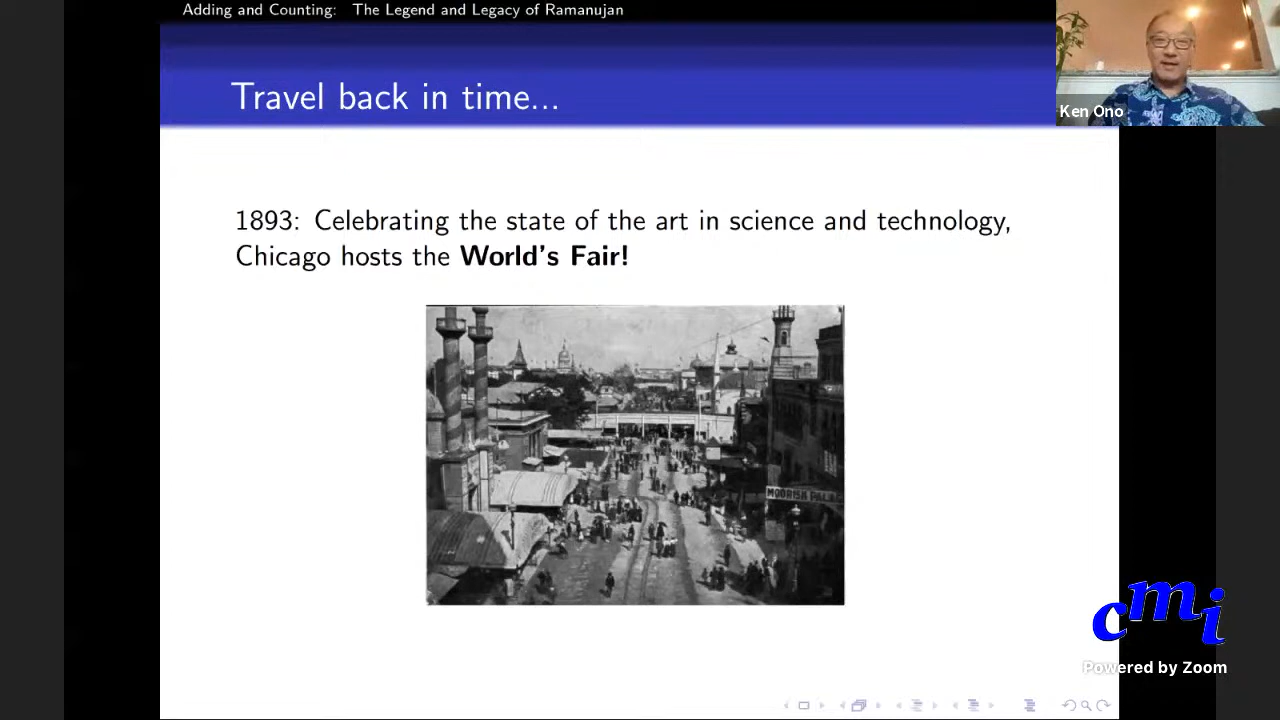 Adding and Counting: The Legend and Legacy of Ramanujan
Travel back in time...
Ken Ono
1893: Celebrating the state of the art in science and technology,
Chicago hosts the World's Fair!
MOORISH PALA
cmi
Powered by Zoom